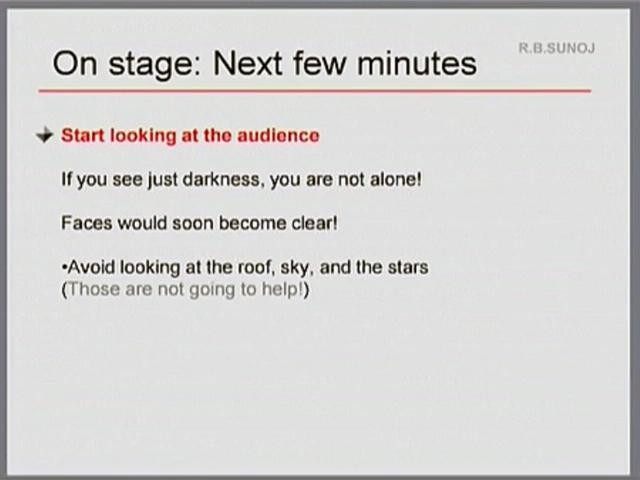 R.B.SUNOJ
On stage: Next few minutes
Start looking at the audience
If you see just darkness, you are not alone!
Faces would soon become clear!
•Avoid looking at the roof, sky, and the stars
(Those are not going to help!)